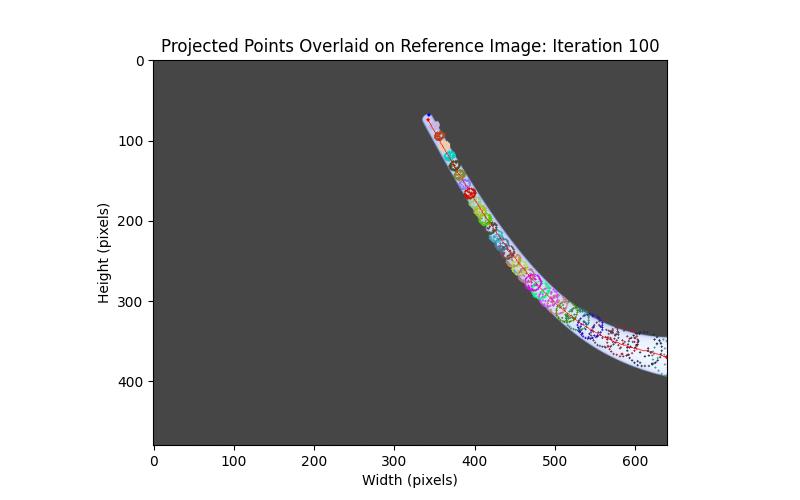 Projected Points Overlaid on Reference Image: Iteration 100
0
100
200
300
400
Height (pixels)
0 100 200 300 400 500 600
Width (pixels)